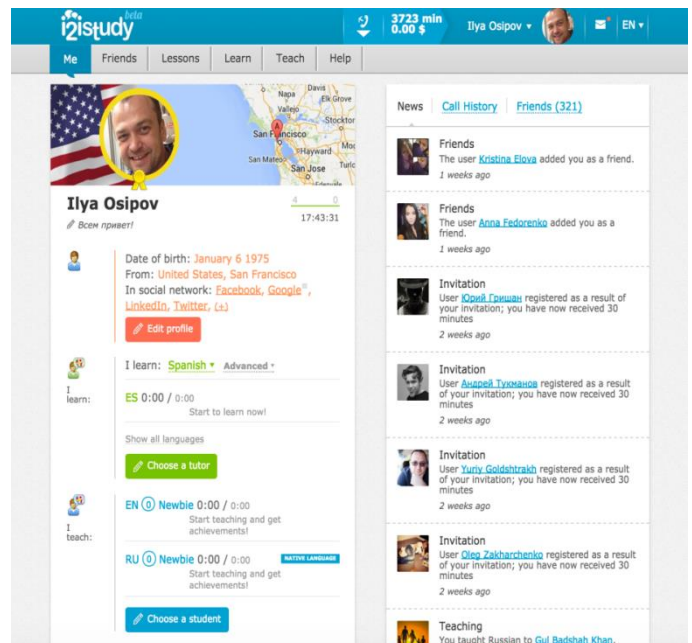 i2istudy beta
3723 min
0.00 $
Ilya Osipov
EN
Me Friends Lessons Learn Teach Help
Napa
Davis
Elk Grove
Vallejo
Stockton
San Francisco
Hayward
San Mateo
San Jose
A
Ilya Osipov
4 0
17:43:31
Всем привет!
Date of birth: January 6 1975
From: United States, San Francisco
In social network: Facebook, Google+,
LinkedIn, Twitter, (+)
Edit profile
I
learn:
I learn: Spanish Advanced
ES 0:00 / 0:00
Start to learn now!
Show all languages
Choose a tutor
I
teach:
EN 0 Newbie 0:00 / 0:00
Start teaching and get
achievements!
RU 0 Newbie 0:00 / 0:00 NATIVE LANGUAGE
Start teaching and get
achievements!
Choose a student
News Call History Friends (321)
Friends
The user Kristina Elova added you as a friend.
1 weeks ago
Friends
The user Anna Fedorenko added you as a
friend.
1 weeks ago
Invitation
User Юрий Гришан registered as a result of
your invitation; you have now received 30
minutes
2 weeks ago
Invitation
User Андрей Тукманов registered as a result
of your invitation; you have now received 30
minutes
2 weeks ago
Invitation
User Yuriy Goldshtrakh registered as a result
of your invitation; you have now received 30
minutes
2 weeks ago
Invitation
User Oleg Zakharchenko registered as a result
of your invitation; you have now received 30
minutes
2 weeks ago
Teaching
You taught Russian to Gul Badshah Khan.